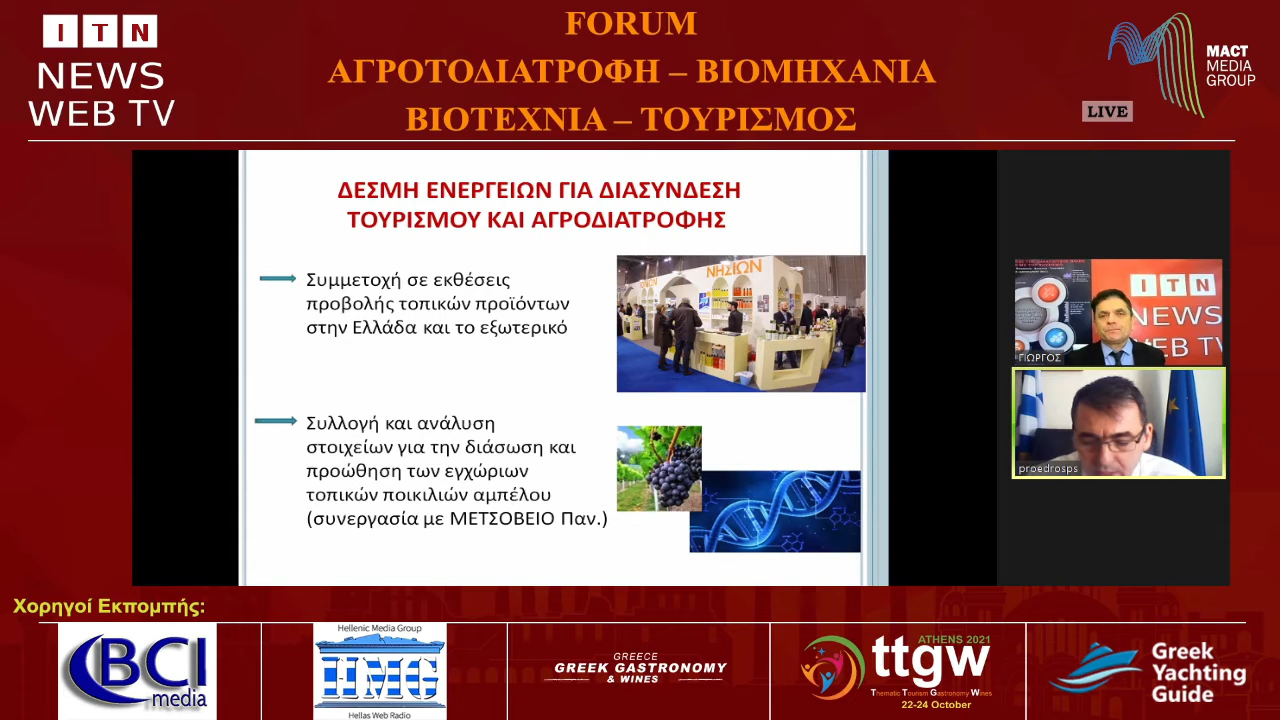 ITN
NEWS
WEB TV
FORUM
ΑΓΡΟΤΟΔΙΑΤΡΟΦΗ – ΒΙΟΜΗΧΑΝΙΑ
ΒΙΟΤΕΧΝΙΑ – ΤΟΥΡΙΣΜΟΣ
MACT
MEDIA
GROUP
LIVE
ΔΕΣΜΗ ΕΝΕΡΓΕΙΩΝ ΓΙΑ ΔΙΑΣΥΝΔΕΣΗ
ΤΟΥΡΙΣΜΟΥ ΚΑΙ ΑΓΡΟΔΙΑΤΡΟΦΗΣ
Συμμετοχή σε εκθέσεις
προβολής τοπικών προϊόντων
στην Ελλάδα και το εξωτερικό
ΝΗΣΙΩΝ
Συλλογή και ανάλυση
στοιχείων για την διάσωση και
προώθηση των εγχώριων
τοπικών ποικιλιών αμπέλου
(συνεργασία με ΜΕΤΣΟΒΕΙΟ Παν.)
ITN
NEWS
WEB TV
ΓΙΩΡΓΟΣ
proedrosps
Χορηγοί Εκπομπής:
BCI
media
Hellenic Media Group
HMG
Hellas Web Radio
GREECE
GREEK GASTRONOMY
& WINES
ATHENS 2021
ttgw
Thematic Tourism Gastronomy Wines
22-24 October
Greek
Yachting
Guide